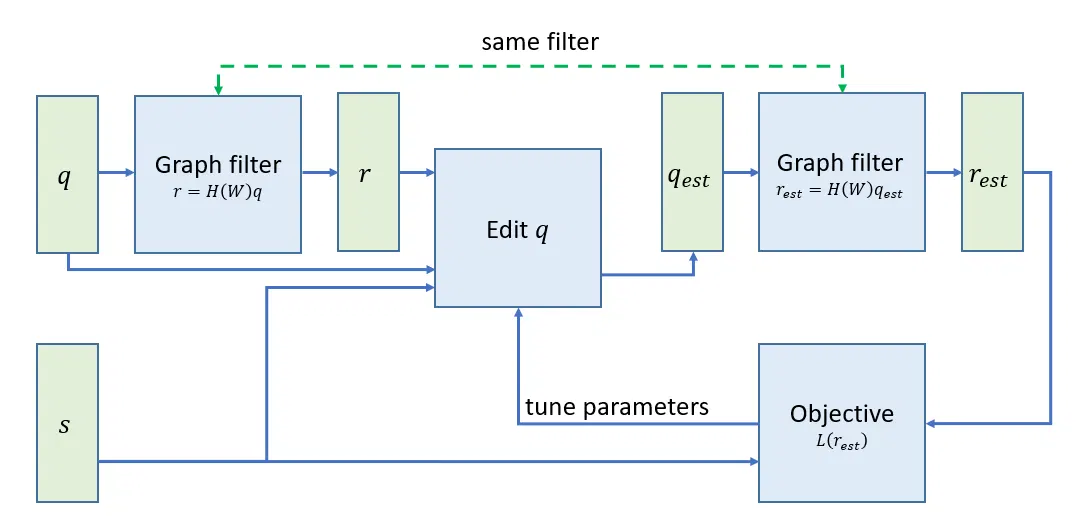 same filter
q
Graph filter
r = H(W)q
r
Edit q
q_est
Graph filter
r_est = H(W)q_est
r_est
s
tune parameters
Objective
L(r_est)